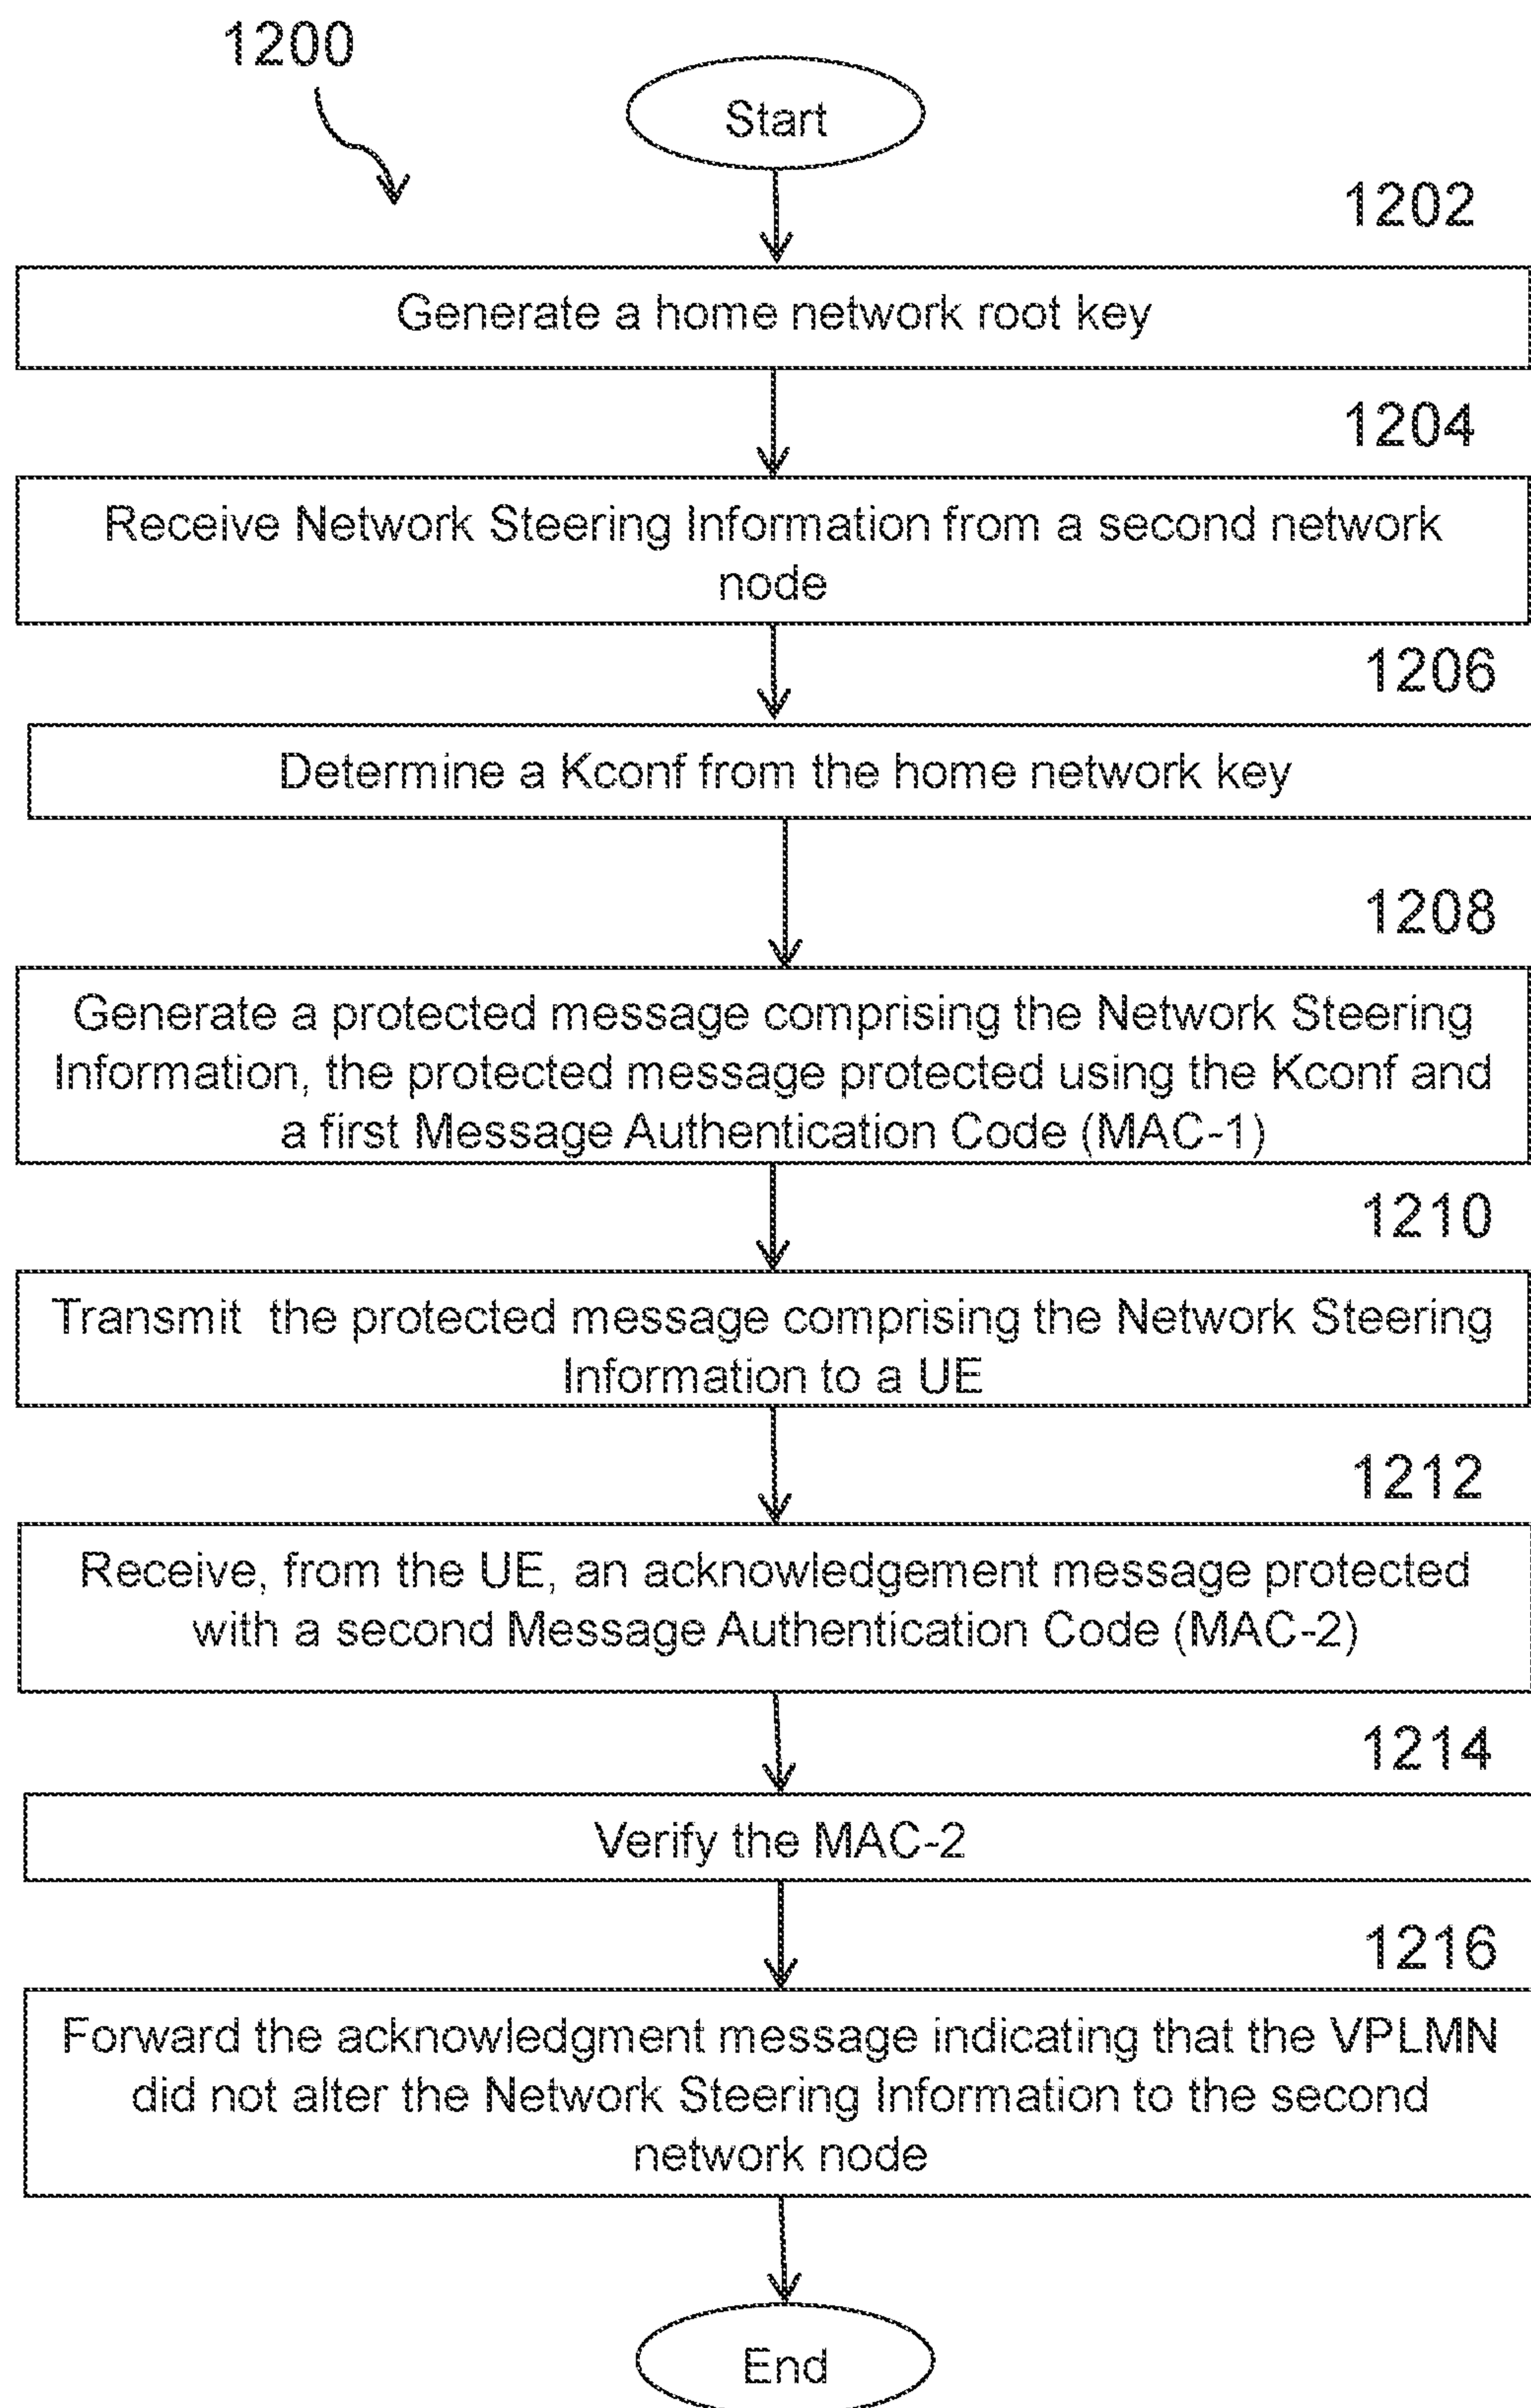 1200
Start
1202
Generate a home network root key
1204
Receive Network Steering Information from a second network
node
1206
Determine a Kconf from the home network key
1208
Generate a protected message comprising the Network Steering
Information, the protected message protected using the Kconf and
a first Message Authentication Code (MAC-1)
1210
Transmit the protected message comprising the Network Steering
Information to a UE
1212
Receive, from the UE, an acknowledgement message protected
with a second Message Authentication Code (MAC-2)
1214
Verify the MAC-2
1216
Forward the acknowledgment message indicating that the VPLMN
did not alter the Network Steering Information to the second
network node
End